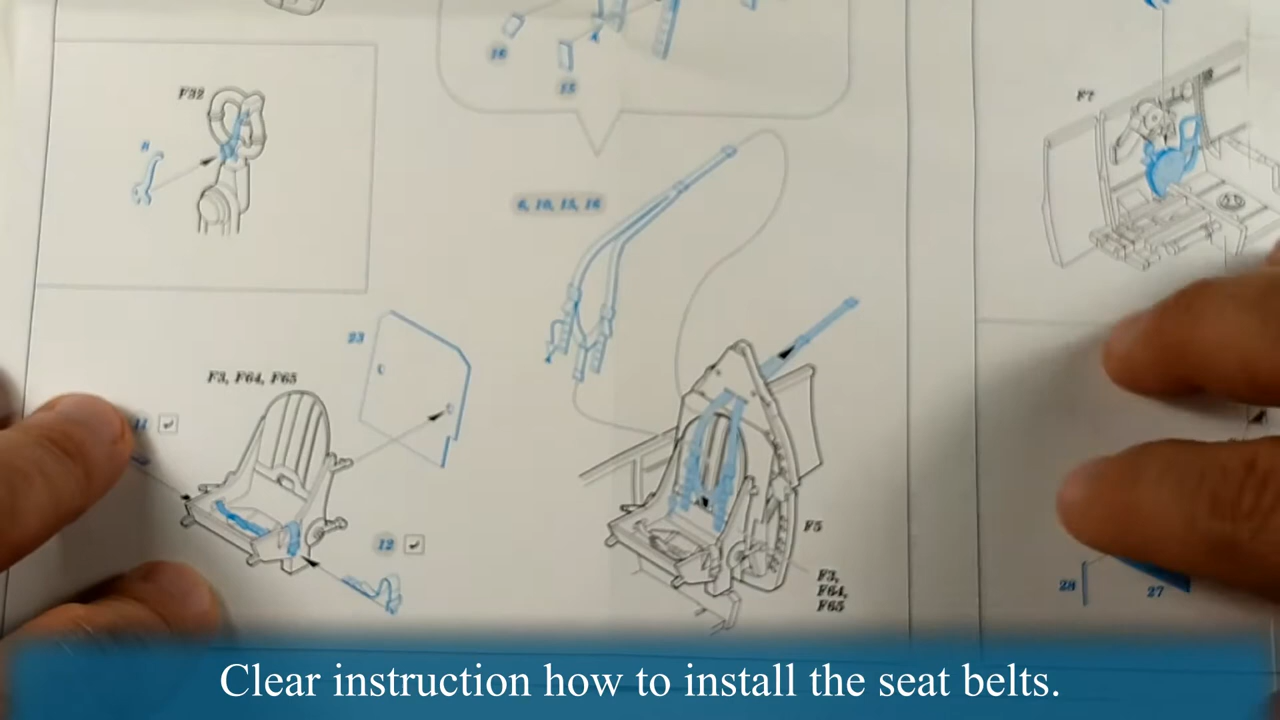 16
15
F32
8
F7
6, 10, 15, 16
23
F3, F64, F65
11
12
F5
F3,
F64,
F65
28
27
Clear instruction how to install the seat belts.